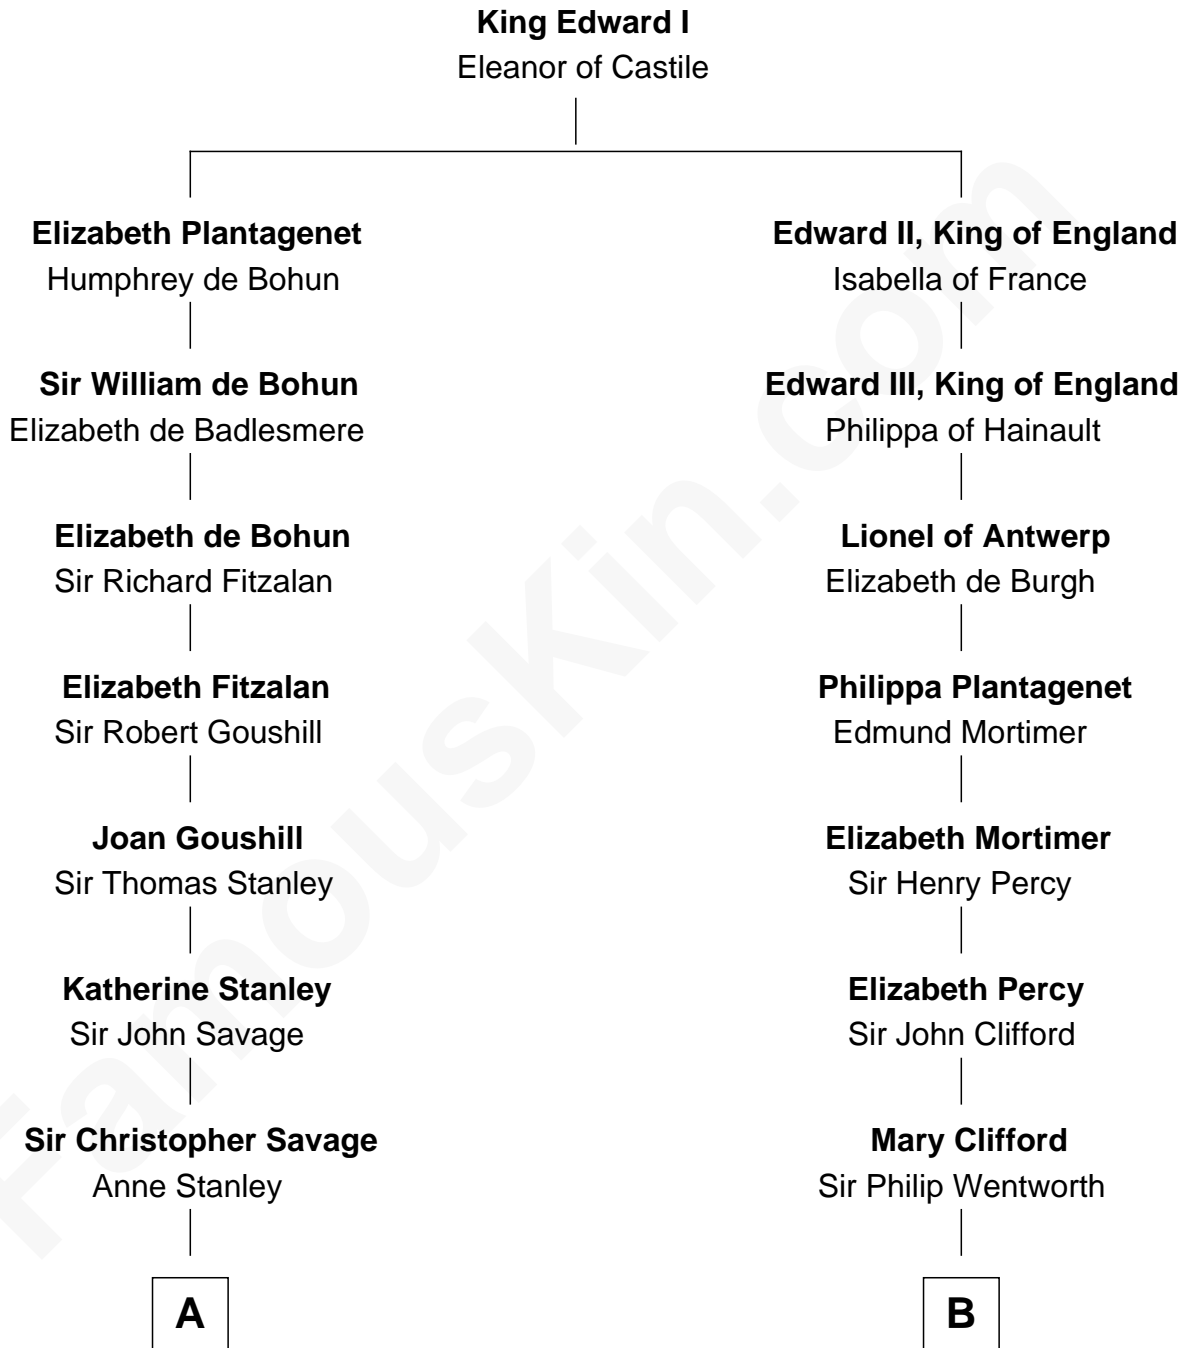 King Edward I
Eleanor of Castile
Elizabeth Plantagenet
Humphrey de Bohun
Edward II, King of England
Isabella of France
Sir William de Bohun
Elizabeth de Badlesmere
Edward III, King of England
Philippa of Hainault
Elizabeth de Bohun
Sir Richard Fitzalan
Lionel of Antwerp
Elizabeth de Burgh
Elizabeth Fitzalan
Sir Robert Goushill
Philippa Plantagenet
Edmund Mortimer
Joan Goushill
Sir Thomas Stanley
Elizabeth Mortimer
Sir Henry Percy
Katherine Stanley
Sir John Savage
Elizabeth Percy
Sir John Clifford
Sir Christopher Savage
Anne Stanley
Mary Clifford
Sir Philip Wentworth
A
B
FamousKin.com